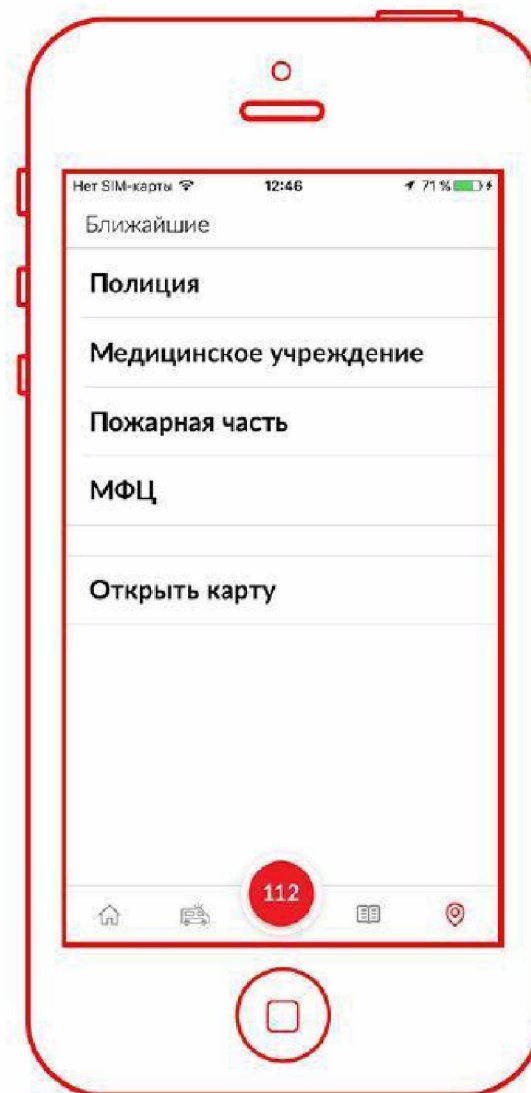 Нет SIM-карты 12:46 71 %
Ближайшие
Полиция
Медицинское учреждение
Пожарная часть
МФЦ
Открыть карту
112